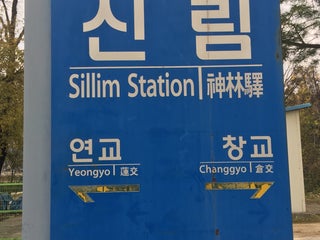 신림
Sillim Station | 神林驛
연교 창교
Yeongyo | 蓮交 Changgyo | 倉交